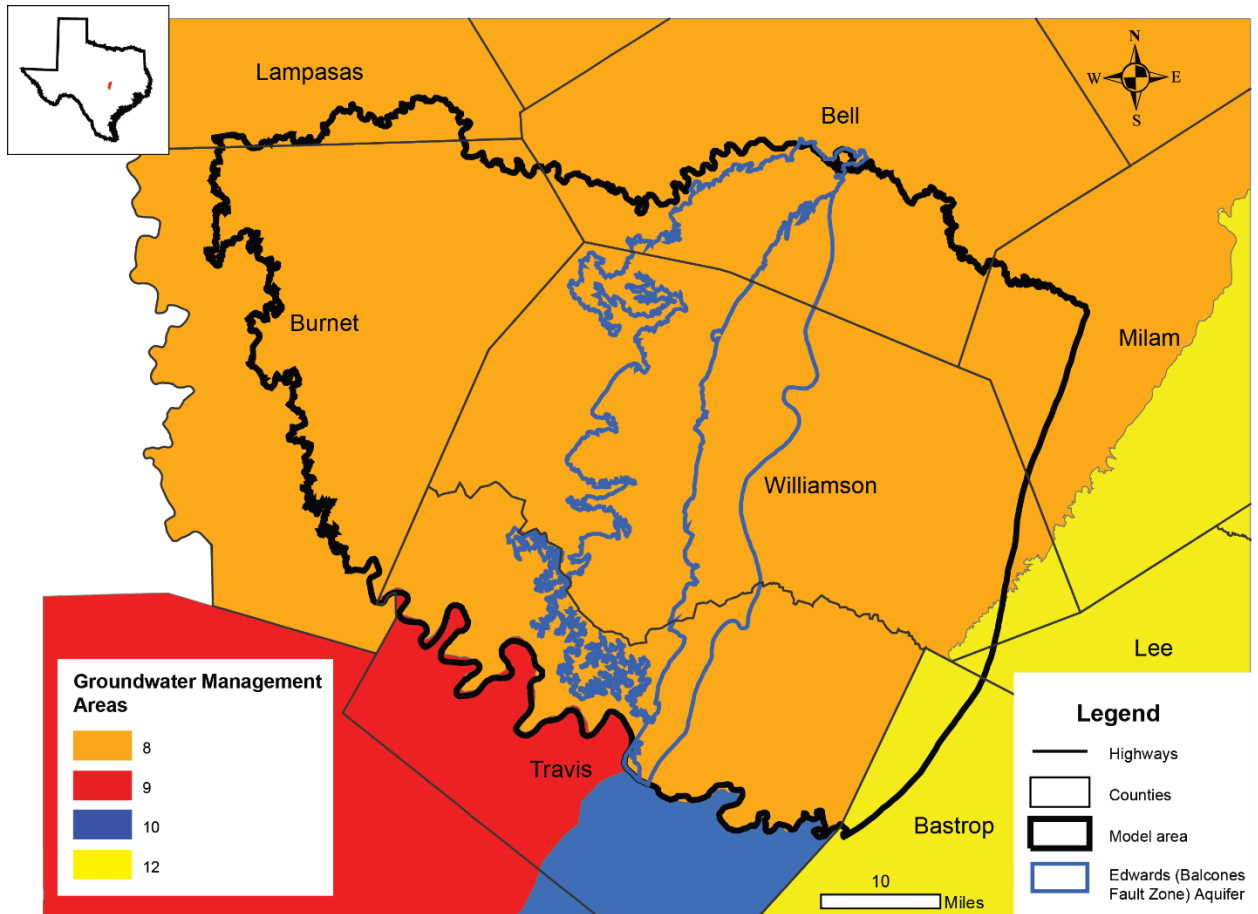 Lampasas
N
W E
S
Bell
Burnet
Milam
Williamson
Lee
Travis
Bastrop
10
Miles
Groundwater Management
Areas
8
9
10
12
Legend
Highways
Counties
Model area
Edwards (Balcones
Fault Zone) Aquifer